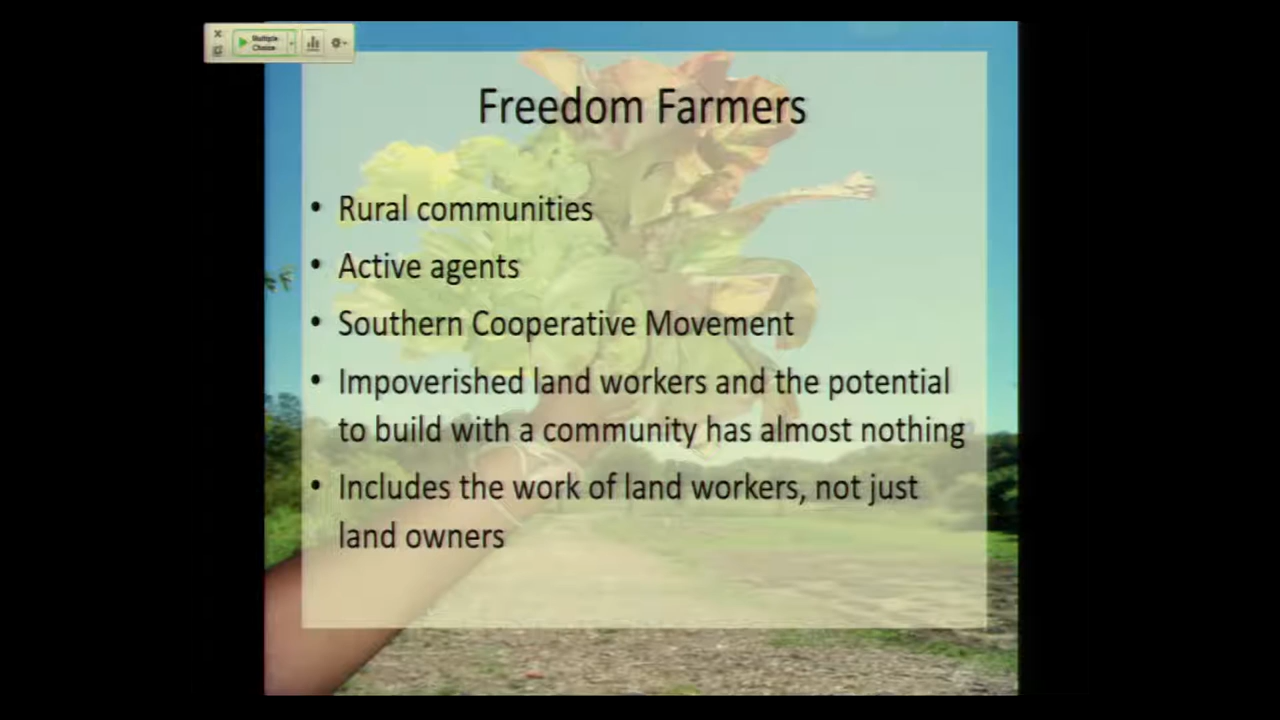 Multiple
Choice
Freedom Farmers
• Rural communities
• Active agents
• Southern Cooperative Movement
• Impoverished land workers and the potential
to build with a community has almost nothing
• Includes the work of land workers, not just
land owners